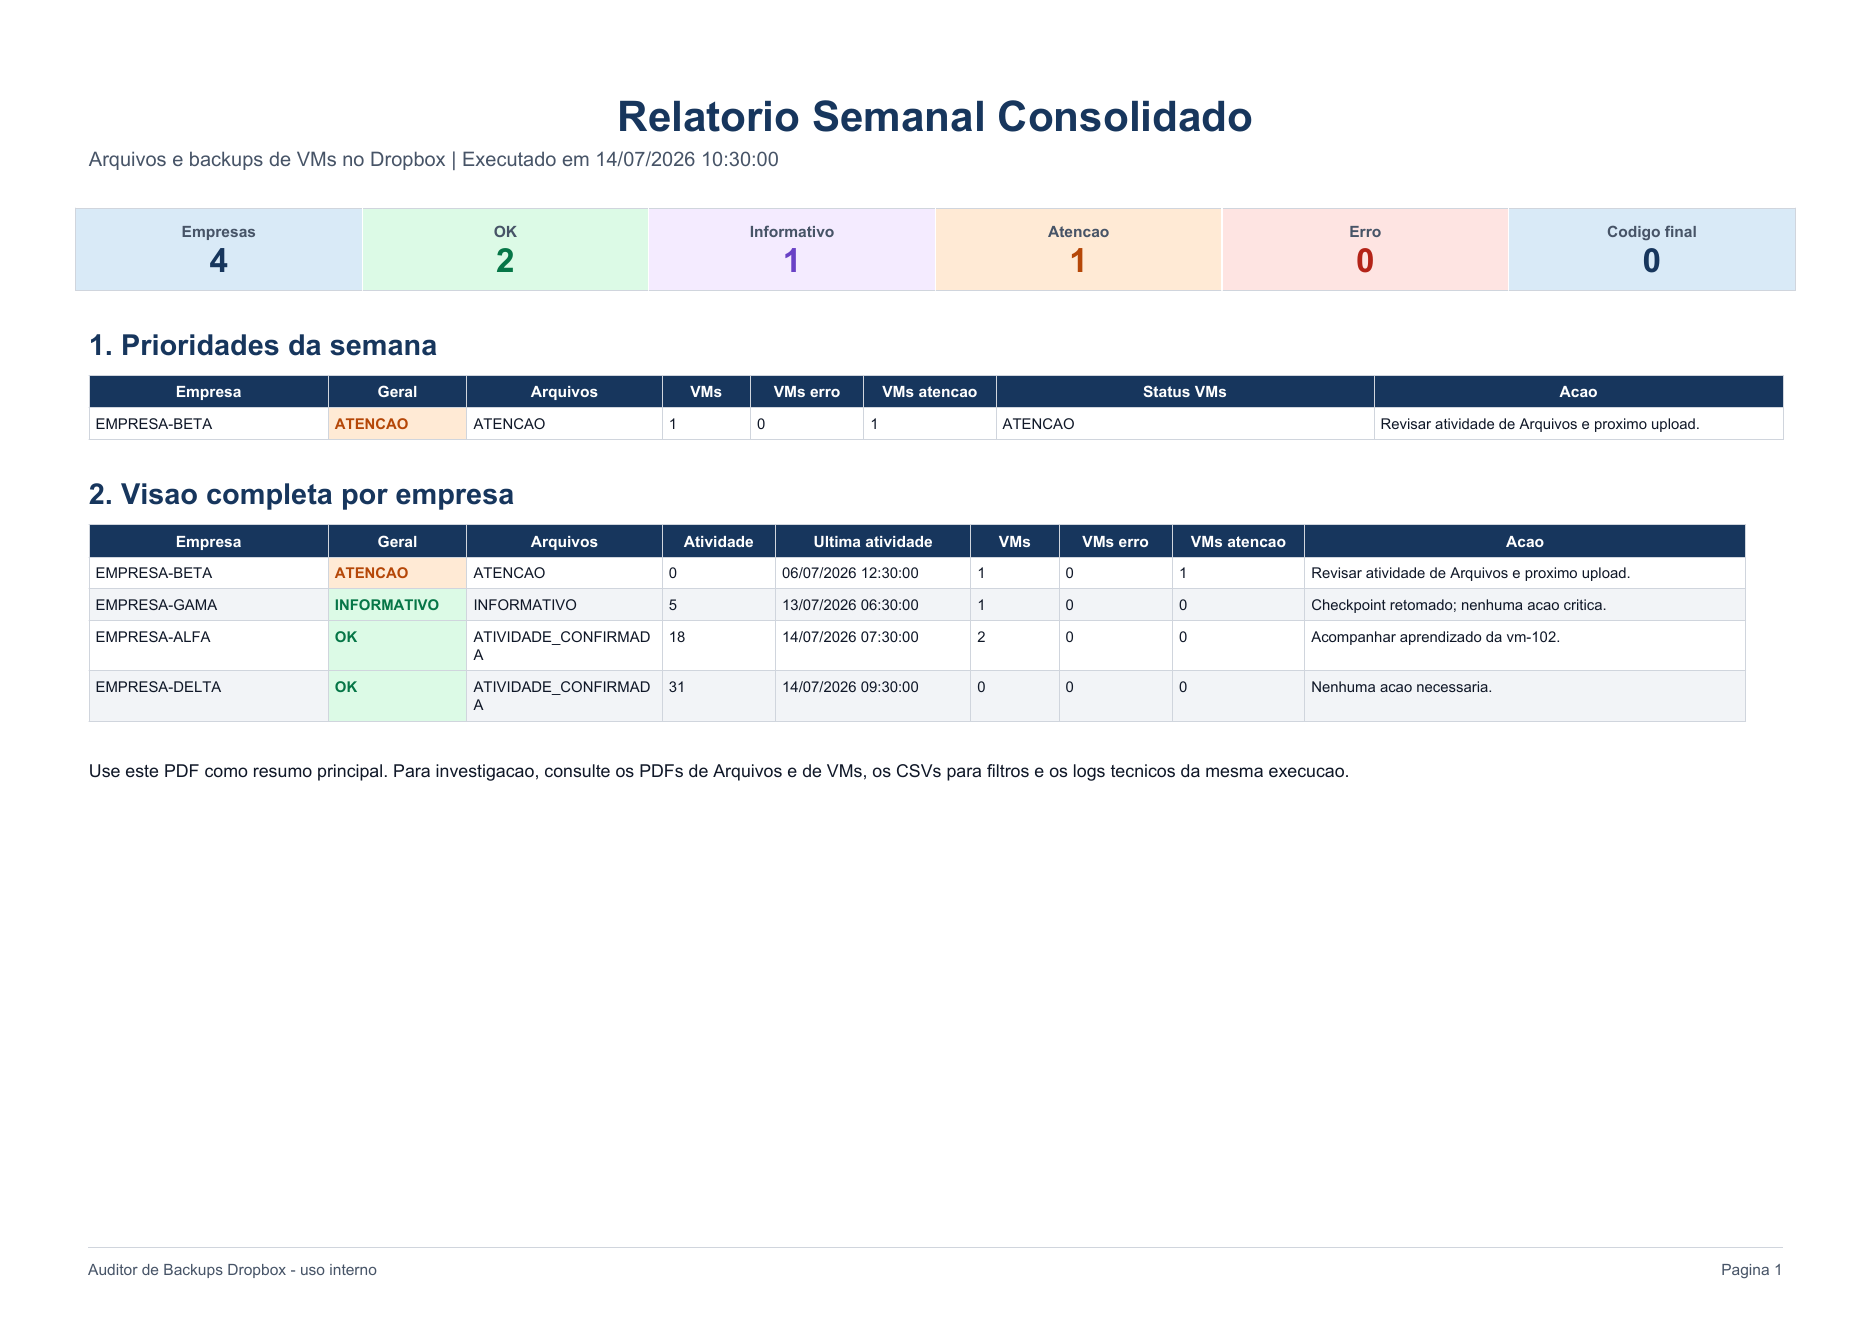 Relatorio Semanal Consolidado
Arquivos e backups de VMs no Dropbox | Executado em 14/07/2026 10:30:00
Empresas OK Informativo Atencao Erro Codigo final
4 2 1 1 0 0
1. Prioridades da semana
Empresa Geral Arquivos VMs VMs erro VMs atencao Status VMs Acao
EMPRESA-BETA ATENCAO ATENCAO 1 0 1 ATENCAO Revisar atividade de Arquivos e proximo upload.
2. Visao completa por empresa
Empresa Geral Arquivos Atividade Ultima atividade VMs VMs erro VMs atencao Acao
EMPRESA-BETA ATENCAO ATENCAO 0 06/07/2026 12:30:00 1 0 1 Revisar atividade de Arquivos e proximo upload.
EMPRESA-GAMA INFORMATIVO INFORMATIVO 5 13/07/2026 06:30:00 1 0 0 Checkpoint retomado; nenhuma acao critica.
EMPRESA-ALFA OK ATIVIDADE_CONFIRMAD 18 14/07/2026 07:30:00 2 0 0 Acompanhar aprendizado da vm-102.
A
EMPRESA-DELTA OK ATIVIDADE_CONFIRMAD 31 14/07/2026 09:30:00 0 0 0 Nenhuma acao necessaria.
A
Use este PDF como resumo principal. Para investigacao, consulte os PDFs de Arquivos e de VMs, os CSVs para filtros e os logs tecnicos da mesma execucao.
Auditor de Backups Dropbox - uso interno Pagina 1